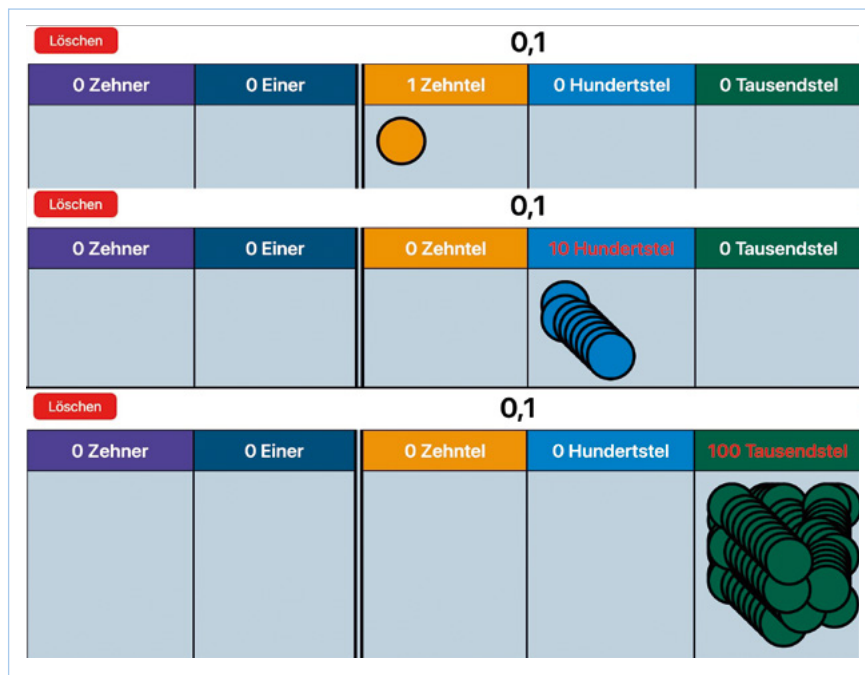 Löschen 0,1
0 Zehner 0 Einer 1 Zehntel 0 Hundertstel 0 Tausendstel
Löschen 0,1
0 Zehner 0 Einer 0 Zehntel 10 Hundertstel 0 Tausendstel
Löschen 0,1
0 Zehner 0 Einer 0 Zehntel 0 Hundertstel 100 Tausendstel